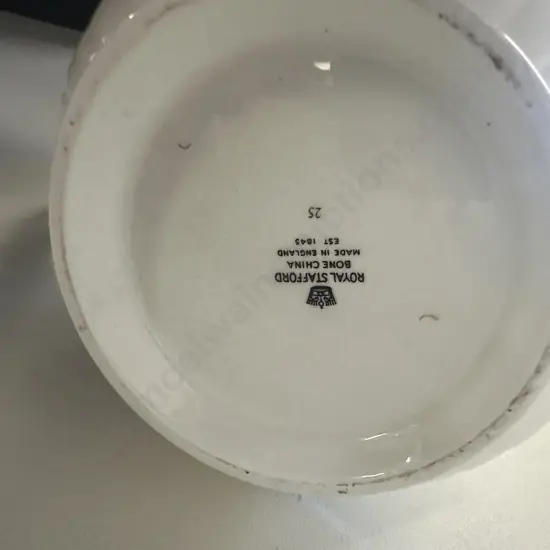 ROYAL STAFFORD
BONE CHINA
MADE IN ENGLAND
EST 1845
25